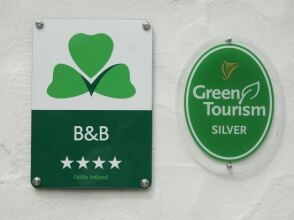 B&B
★★★★
Fáilte Ireland
Green
Tourism
SILVER